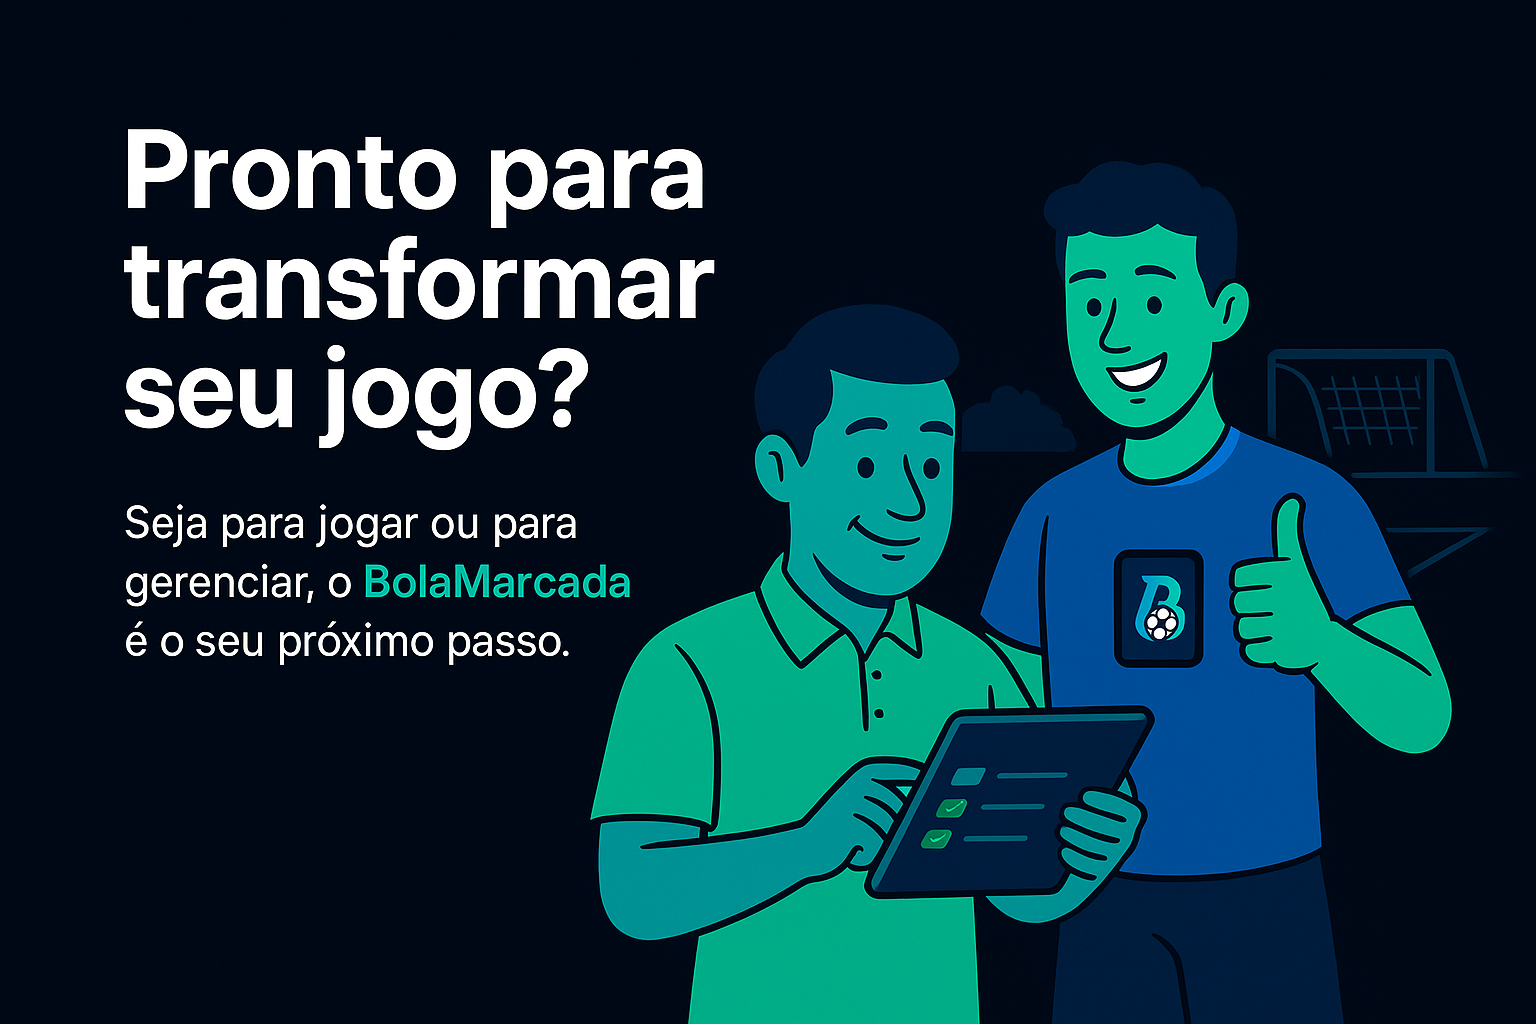 Pronto para
transformar
seu jogo?
Seja para jogar ou para
gerenciar, o BolaMarcada
é o seu próximo passo.
B